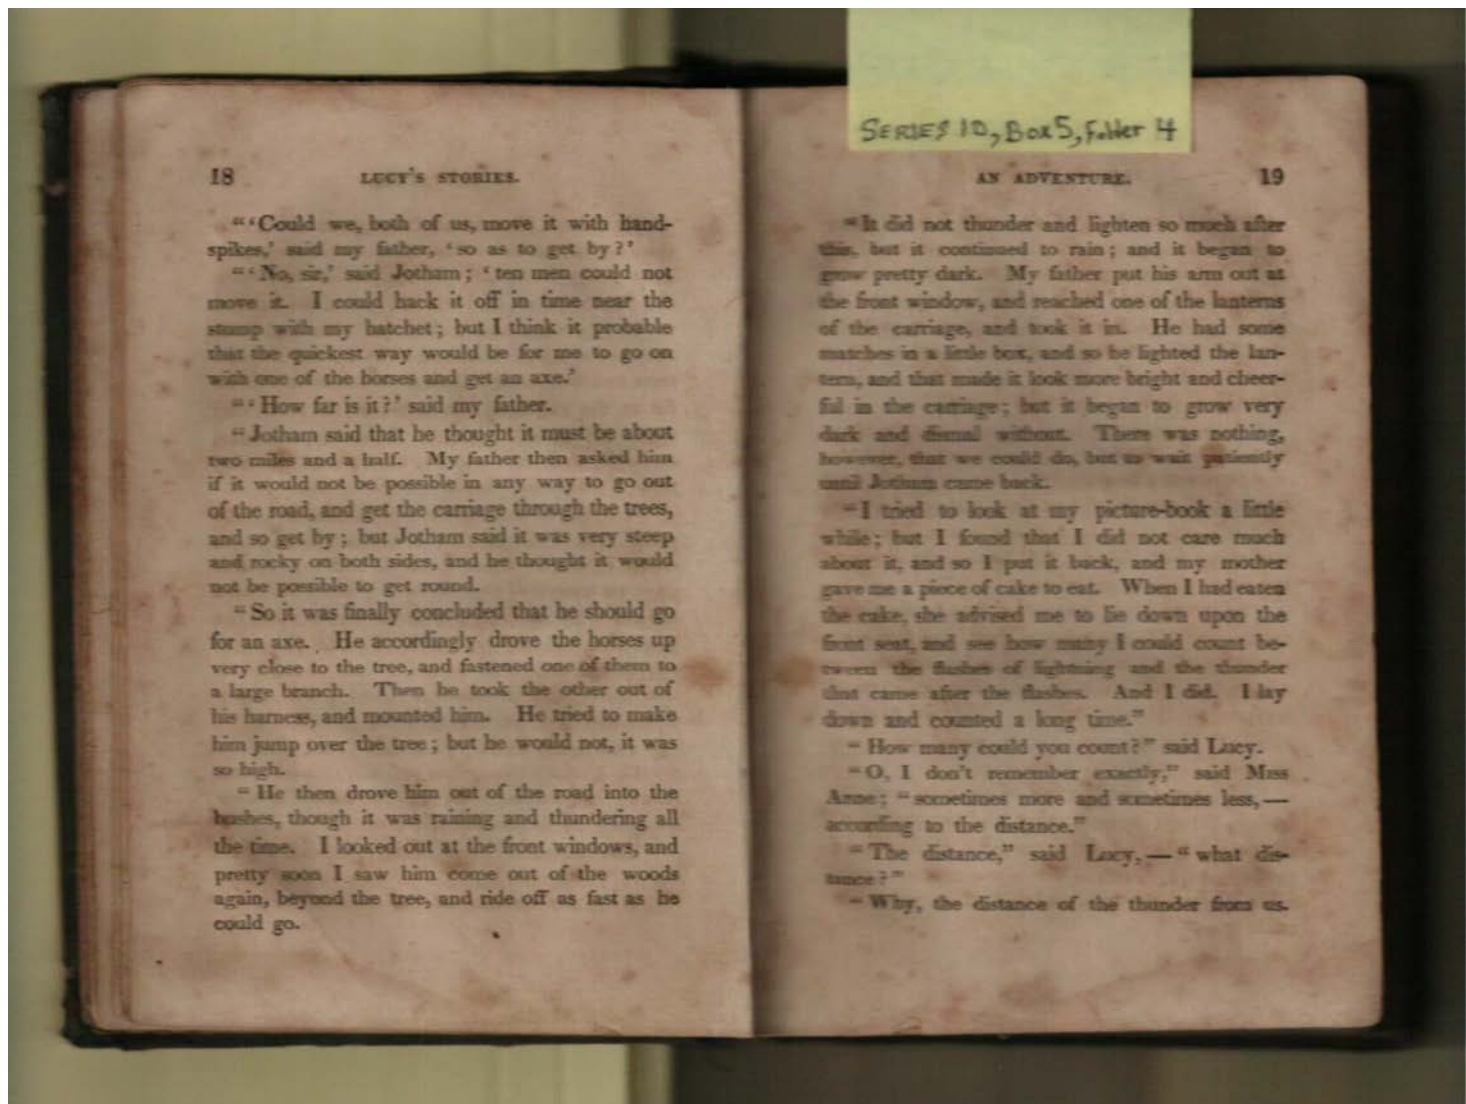 SERIES 10, Box 5, Folder 4
18 LUCY'S STORIES.
"'Could we, both of us, move it with hand-
spikes,' said my father, 'so as to get by?'
"'No, sir,' said Jotham; 'ten men could not
move it. I could hack it off in time near the
stump with my hatchet; but I think it probable
that the quickest way would be for me to go on
with one of the horses and get an axe.'
"'How far is it?' said my father.
"Jotham said that he thought it must be about
two miles and a half. My father then asked him
if it would not be possible in any way to go out
of the road, and get the carriage through the trees,
and so get by; but Jotham said it was very steep
and rocky on both sides, and he thought it would
not be possible to get round.
"So it was finally concluded that he should go
for an axe. He accordingly drove the horses up
very close to the tree, and fastened one of them to
a large branch. Then he took the other out of
his harness, and mounted him. He tried to make
him jump over the tree; but he would not, it was
so high.
"He then drove him out of the road into the
bushes, though it was raining and thundering all
the time. I looked out at the front windows, and
pretty soon I saw him come out of the woods
again, beyond the tree, and ride off as fast as he
could go.
AN ADVENTURE. 19
"It did not thunder and lighten so much after
this, but it continued to rain; and it began to
grow pretty dark. My father put his arm out at
the front window, and reached one of the lanterns
of the carriage, and took it in. He had some
matches in a little box, and so he lighted the lan-
tern, and that made it look more bright and cheer-
ful in the carriage; but it began to grow very
dark and dismal without. There was nothing,
however, that we could do, but to wait patiently
until Jotham came back.
"I tried to look at my picture-book a little
while; but I found that I did not care much
about it, and so I put it back, and my mother
gave me a piece of cake to eat. When I had eaten
the cake, she advised me to lie down upon the
front seat, and see how many I could count be-
tween the flashes of lightning and the thunder
that came after the flashes. And I did. I lay
down and counted a long time."
"How many could you count?" said Lucy.
"O, I don't remember exactly," said Miss
Anne; "sometimes more and sometimes less,—
according to the distance."
"The distance," said Lucy,—"what dis-
tance?"
"Why, the distance of the thunder from us.